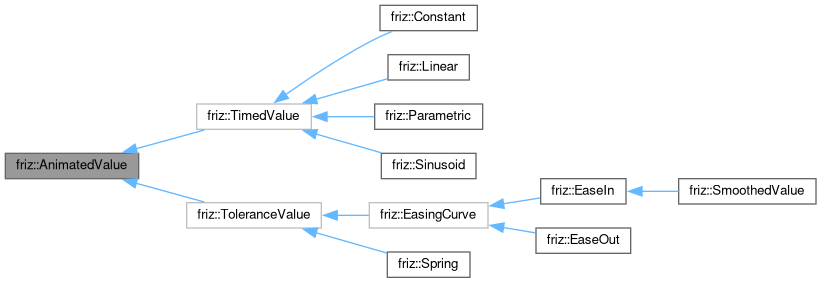 friz::Constant
friz::Linear
friz::TimedValue
friz::Parametric
friz::AnimatedValue
friz::Sinusoid
friz::EaseIn
friz::SmoothedValue
friz::ToleranceValue
friz::EasingCurve
friz::EaseOut
friz::Spring